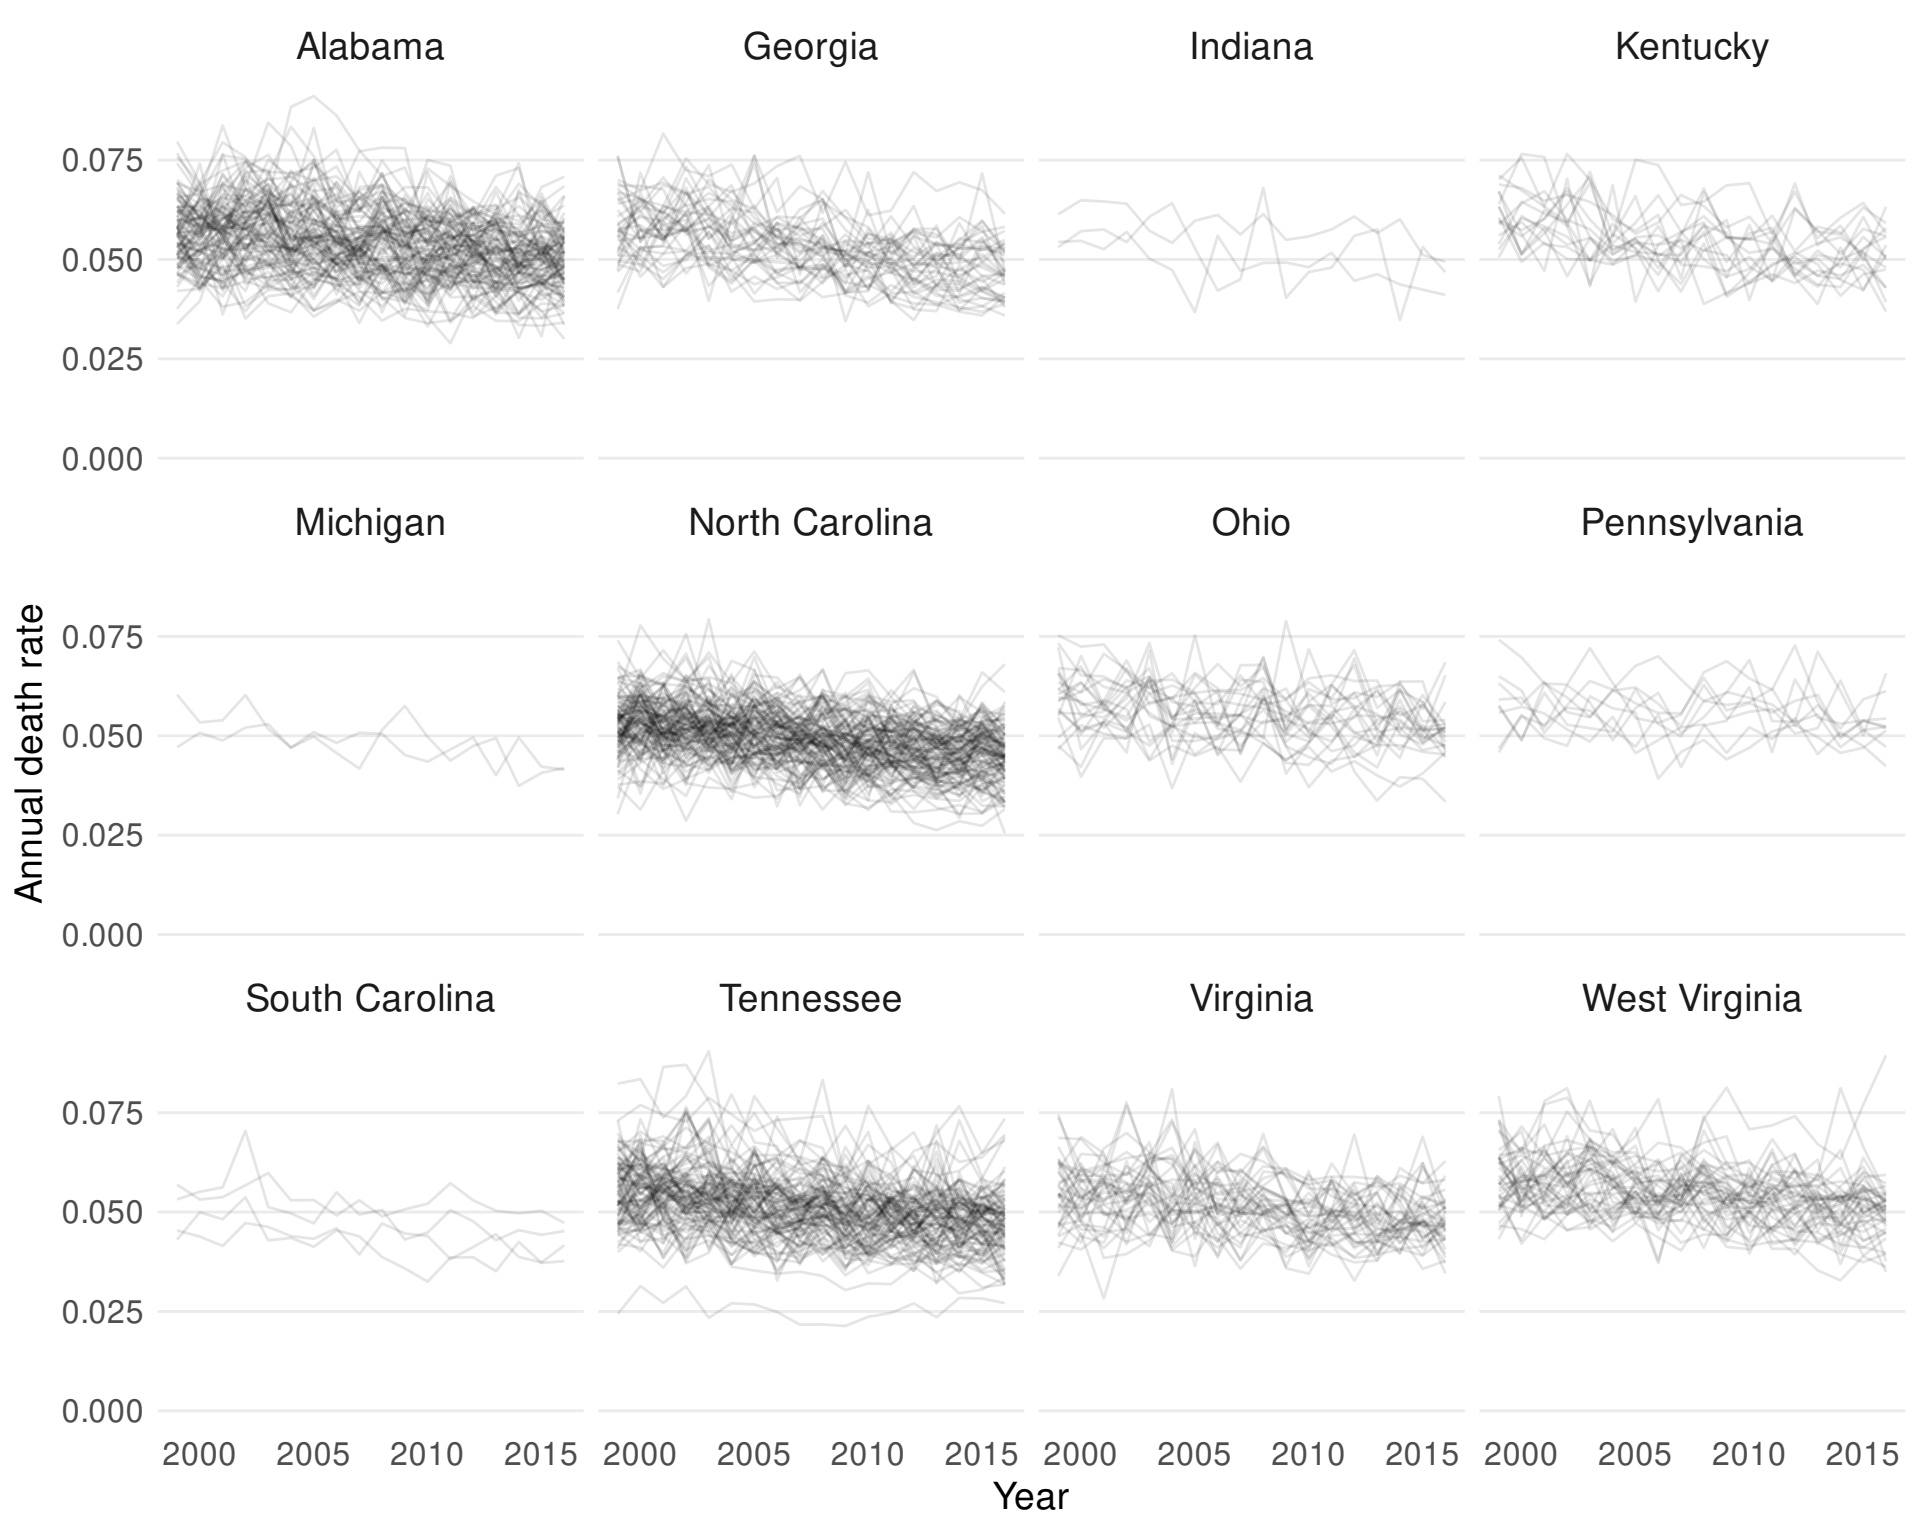 Alabama Georgia Indiana Kentucky
0.075
0.050
0.025
0.000
Michigan North Carolina Ohio Pennsylvania
Annual death rate
0.075
0.050
0.025
0.000
South Carolina Tennessee Virginia West Virginia
0.075
0.050
0.025
0.000
2000 2005 2010 2015 2000 2005 2010 2015 2000 2005 2010 2015 2000 2005 2010 2015
Year